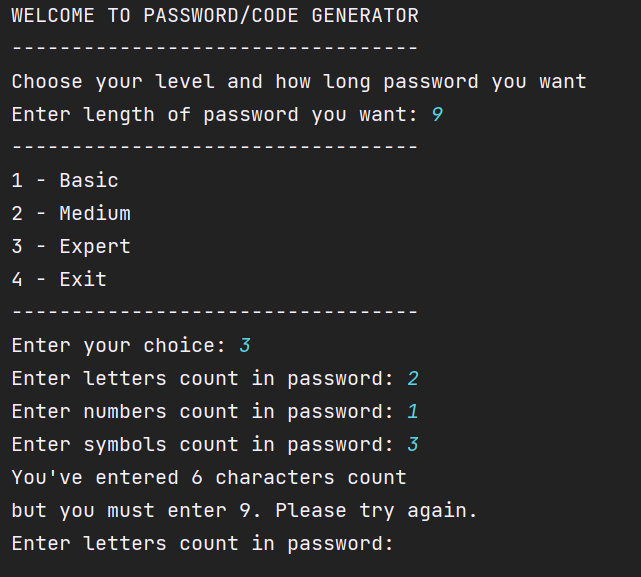 WELCOME TO PASSWORD/CODE GENERATOR
----------------------------------
Choose your level and how long password you want
Enter length of password you want: 9
----------------------------------
1 - Basic
2 - Medium
3 - Expert
4 - Exit
----------------------------------
Enter your choice: 3
Enter letters count in password: 2
Enter numbers count in password: 1
Enter symbols count in password: 3
You've entered 6 characters count
but you must enter 9. Please try again.
Enter letters count in password: